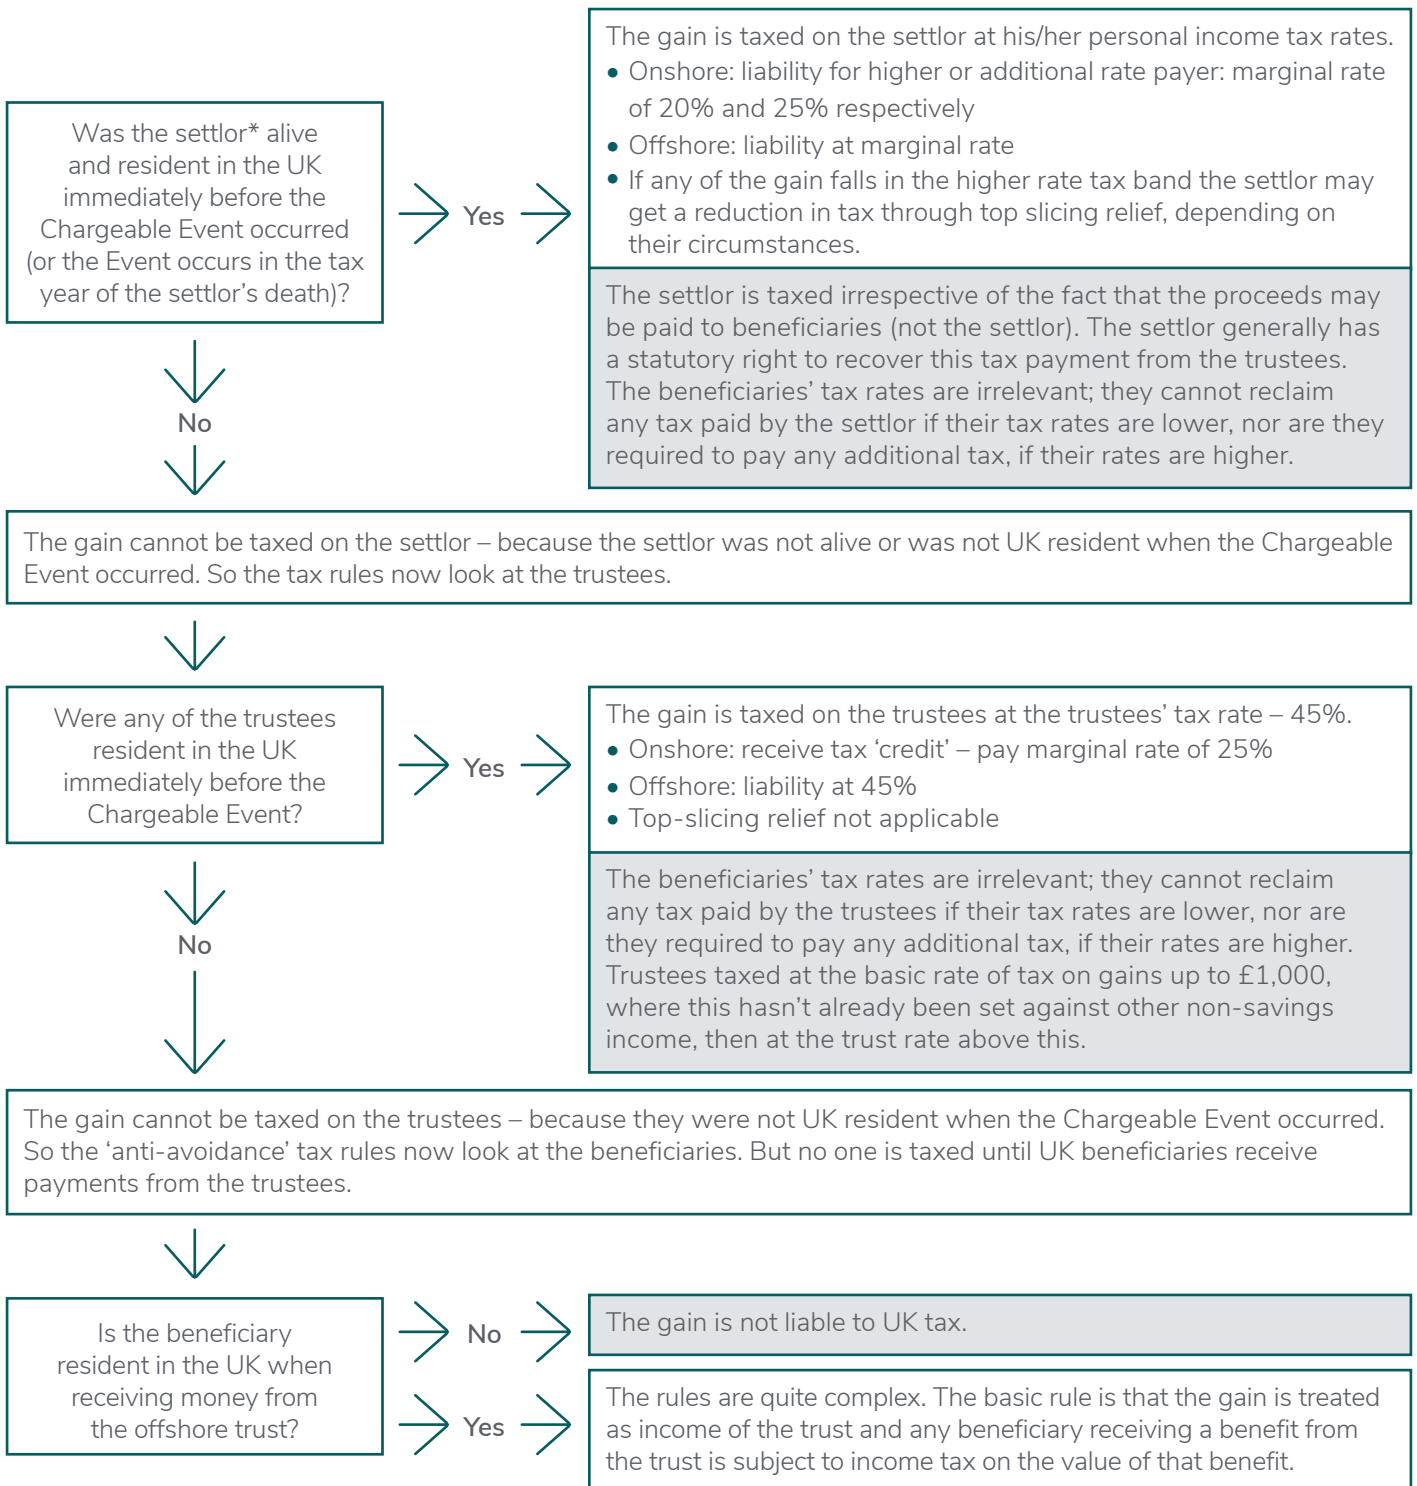 Was the settlor* alive
and resident in the UK
immediately before the
Chargeable Event occurred
(or the Event occurs in the tax
year of the settlor’s death)?
Yes
The gain is taxed on the settlor at his/her personal income tax rates.
• Onshore: liability for higher or additional rate payer: marginal rate
of 20% and 25% respectively
• Offshore: liability at marginal rate
• If any of the gain falls in the higher rate tax band the settlor may
get a reduction in tax through top slicing relief, depending on
their circumstances.
The settlor is taxed irrespective of the fact that the proceeds may
be paid to beneficiaries (not the settlor). The settlor generally has
a statutory right to recover this tax payment from the trustees.
The beneficiaries’ tax rates are irrelevant; they cannot reclaim
any tax paid by the settlor if their tax rates are lower, nor are they
required to pay any additional tax, if their rates are higher.
No
The gain cannot be taxed on the settlor – because the settlor was not alive or was not UK resident when the Chargeable
Event occurred. So the tax rules now look at the trustees.
Were any of the trustees
resident in the UK
immediately before the
Chargeable Event?
Yes
The gain is taxed on the trustees at the trustees’ tax rate – 45%.
• Onshore: receive tax ‘credit’ – pay marginal rate of 25%
• Offshore: liability at 45%
• Top-slicing relief not applicable
The beneficiaries’ tax rates are irrelevant; they cannot reclaim
any tax paid by the trustees if their tax rates are lower, nor are
they required to pay any additional tax, if their rates are higher.
Trustees taxed at the basic rate of tax on gains up to £1,000,
where this hasn’t already been set against other non-savings
income, then at the trust rate above this.
No
The gain cannot be taxed on the trustees – because they were not UK resident when the Chargeable Event occurred.
So the ‘anti-avoidance’ tax rules now look at the beneficiaries. But no one is taxed until UK beneficiaries receive
payments from the trustees.
Is the beneficiary
resident in the UK when
receiving money from
the offshore trust?
No
The gain is not liable to UK tax.
Yes
The rules are quite complex. The basic rule is that the gain is treated
as income of the trust and any beneficiary receiving a benefit from
the trust is subject to income tax on the value of that benefit.